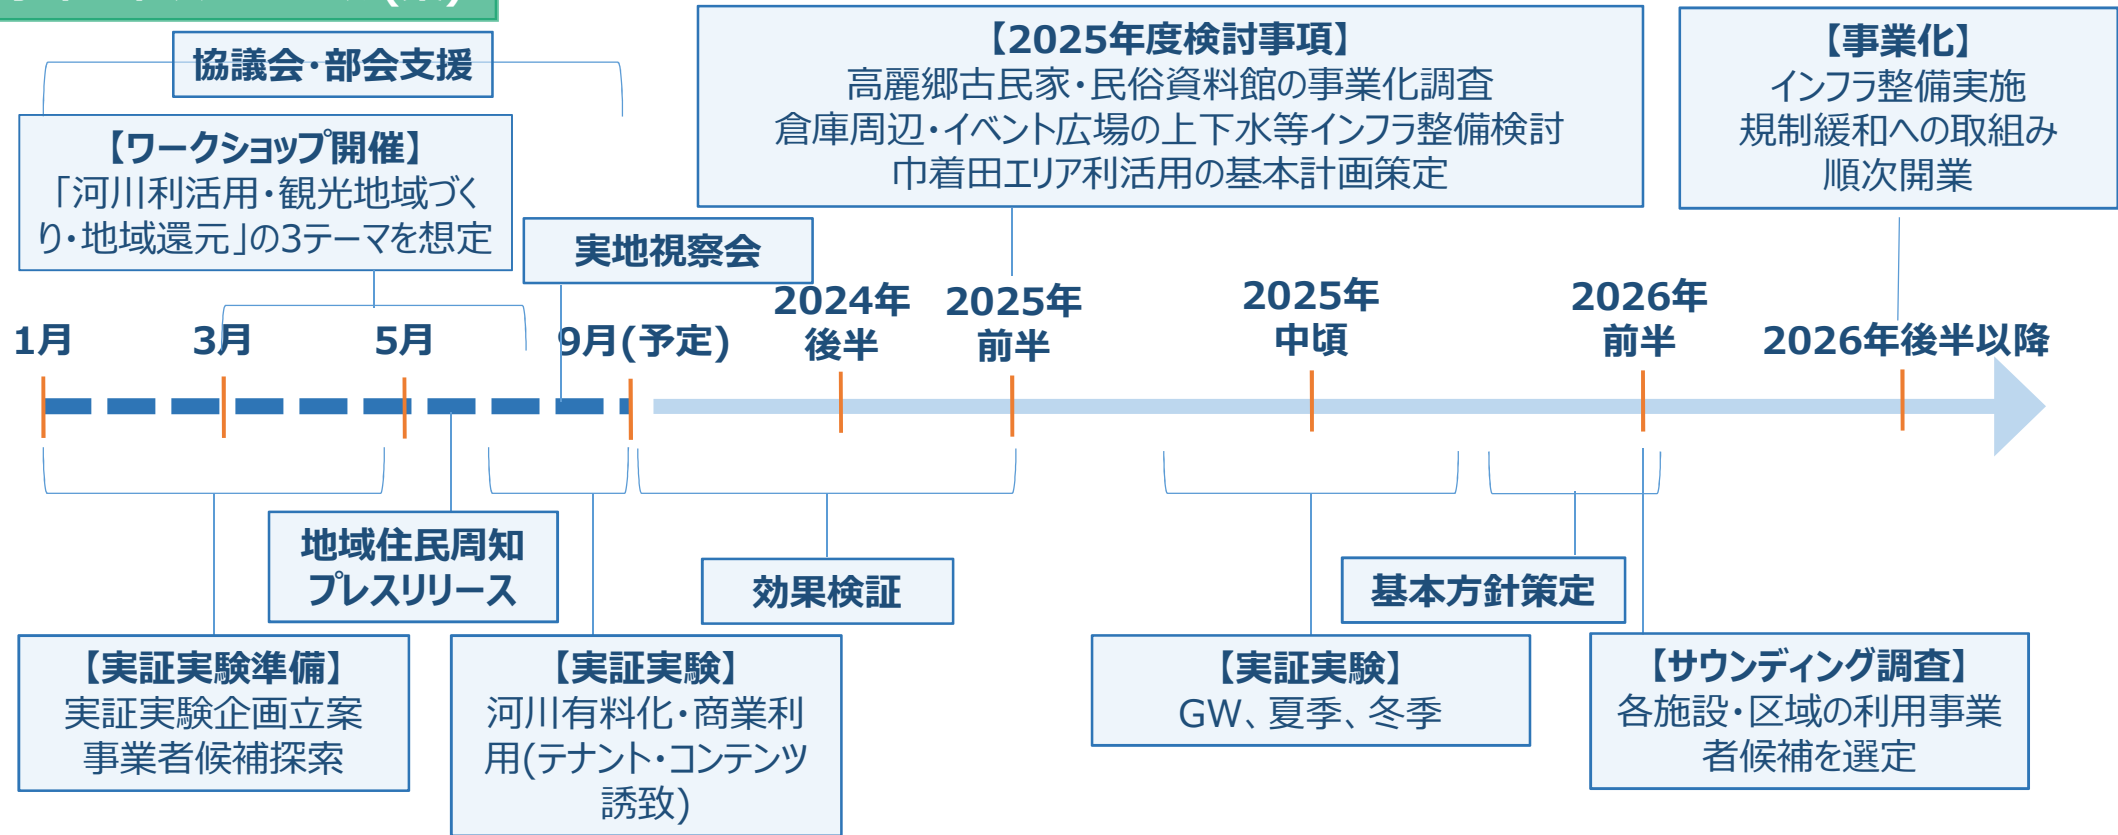 (案)
協議会・部会支援
【ワークショップ開催】
「河川利活用・観光地域づく
り・地域還元」の3テーマを想定
実地視察会
【2025年度検討事項】
高麗郷古民家・民俗資料館の事業化調査
倉庫周辺・イベント広場の上下水等インフラ整備検討
巾着田エリア利活用の基本計画策定
【事業化】
インフラ整備実施
規制緩和への取組み
順次開業
1月
3月
5月
9月(予定)
2024年
後半
2025年
前半
2025年
中頃
2026年
前半
2026年後半以降
地域住民周知
プレスリリース
効果検証
基本方針策定
【実証実験準備】
実証実験企画立案
事業者候補探索
【実証実験】
河川有料化・商業利
用(テナント・コンテンツ
誘致)
【実証実験】
GW、夏季、冬季
【サウンディング調査】
各施設・区域の利用事業
者候補を選定